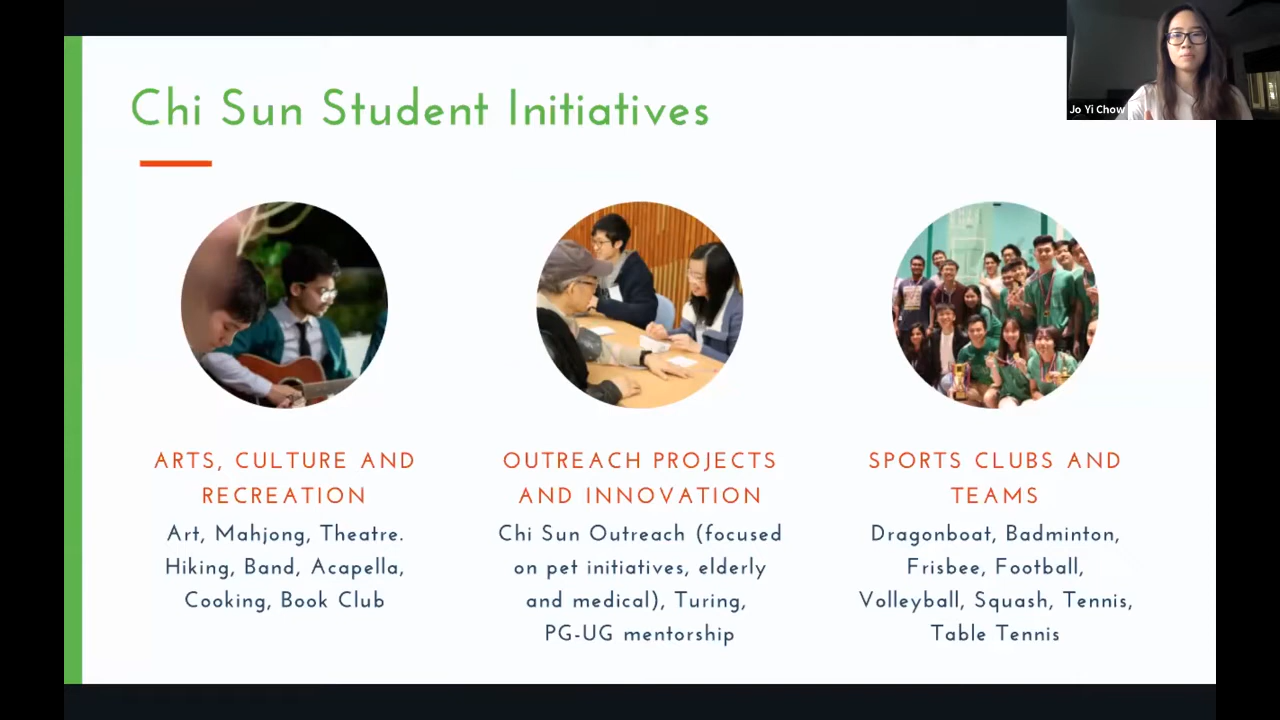 Chi Sun Student Initiatives
Jo Yi Chow
ARTS, CULTURE AND
RECREATION
Art, Mahjong, Theatre.
Hiking, Band, Acapella,
Cooking, Book Club
OUTREACH PROJECTS
AND INNOVATION
Chi Sun Outreach (focused
on pet initiatives, elderly
and medical), Turing,
PG-UG mentorship
SPORTS CLUBS AND
TEAMS
Dragonboat, Badminton,
Frisbee, Football,
Volleyball, Squash, Tennis,
Table Tennis